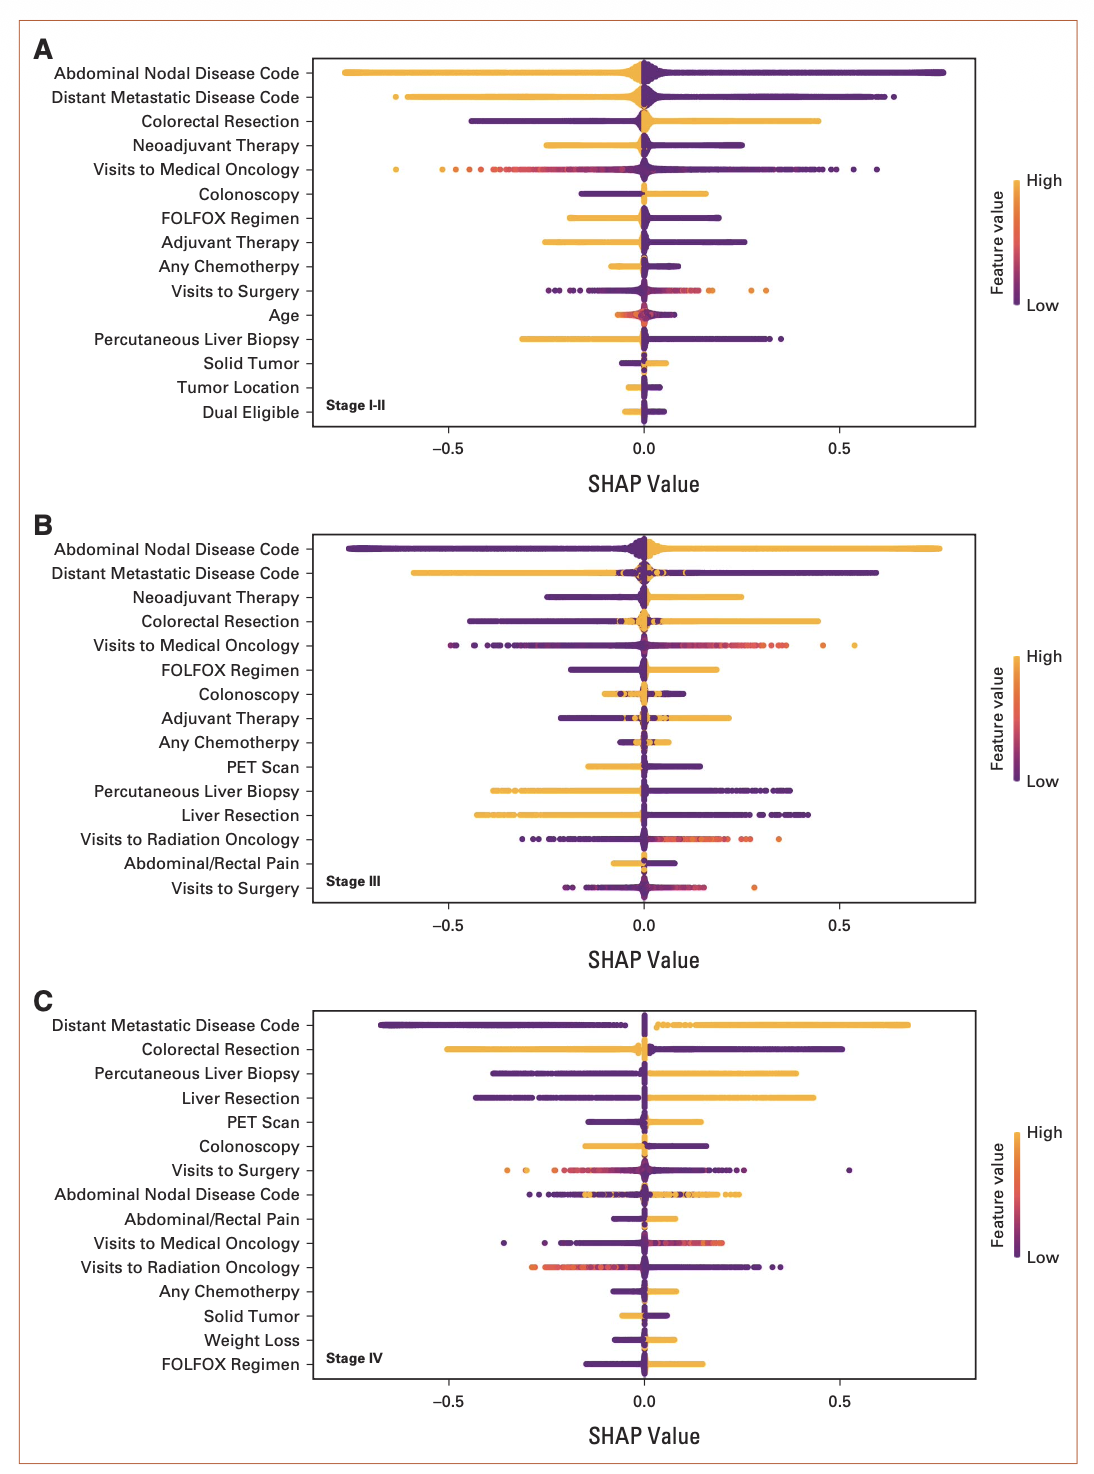 A
Abdominal Nodal Disease Code
Distant Metastatic Disease Code
Colorectal Resection
Neoadjuvant Therapy
Visits to Medical Oncology
Colonoscopy
FOLFOX Regimen
Adjuvant Therapy
Any Chemotherpy
Visits to Surgery
Age
Percutaneous Liver Biopsy
Solid Tumor
Tumor Location
Dual Eligible
Stage I-II
−0.5 0.0 0.5
SHAP Value
High
Feature value
Low
B
Abdominal Nodal Disease Code
Distant Metastatic Disease Code
Neoadjuvant Therapy
Colorectal Resection
Visits to Medical Oncology
FOLFOX Regimen
Colonoscopy
Adjuvant Therapy
Any Chemotherpy
PET Scan
Percutaneous Liver Biopsy
Liver Resection
Visits to Radiation Oncology
Abdominal/Rectal Pain
Visits to Surgery
Stage III
−0.5 0.0 0.5
SHAP Value
High
Feature value
Low
C
Distant Metastatic Disease Code
Colorectal Resection
Percutaneous Liver Biopsy
Liver Resection
PET Scan
Colonoscopy
Visits to Surgery
Abdominal Nodal Disease Code
Abdominal/Rectal Pain
Visits to Medical Oncology
Visits to Radiation Oncology
Any Chemotherpy
Solid Tumor
Weight Loss
FOLFOX Regimen
Stage IV
−0.5 0.0 0.5
SHAP Value
High
Feature value
Low